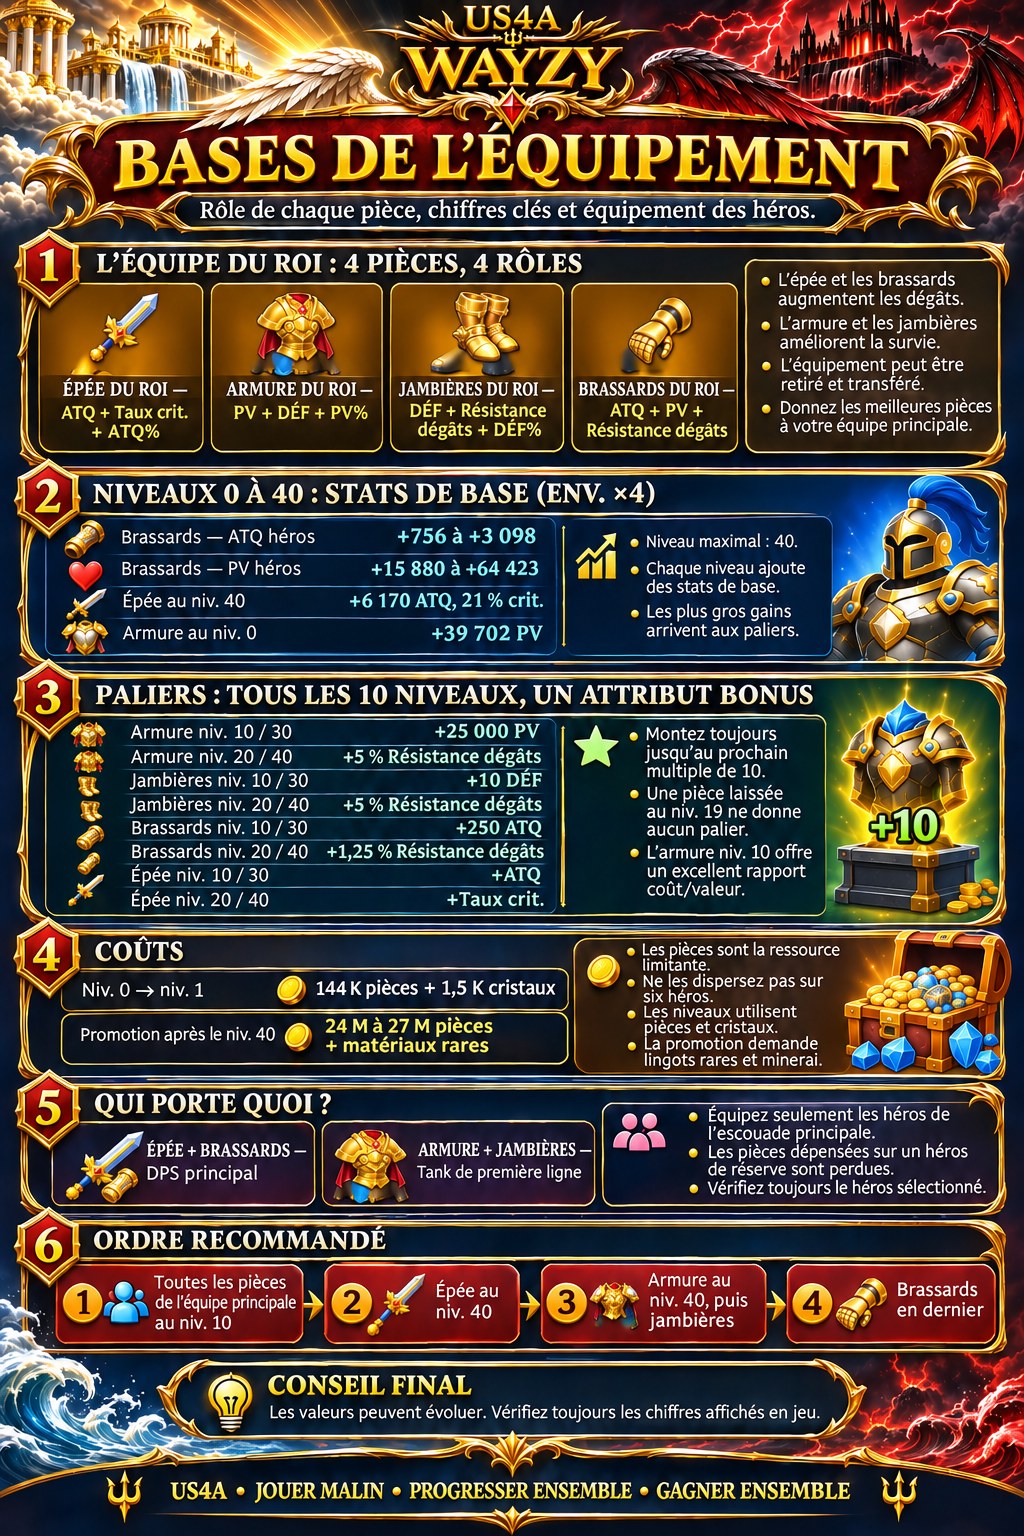 US4A
WAYZY
BASES DE L'ÉQUIPEMENT
Rôle de chaque pièce, chiffres clés et équipement des héros.
1
L'ÉQUIPE DU ROI : 4 PIÈCES, 4 RÔLES
ÉPÉE DU ROI —
ATQ + Taux crit.
+ ATQ%
ARMURE DU ROI —
PV + DÉF + PV%
JAMBIÈRES DU ROI —
DÉF + Résistance
dégâts + DÉF%
BRASSARDS DU ROI —
ATQ + PV +
Résistance dégâts
• L'épée et les brassards
augmentent les dégâts.
• L'armure et les jambières
améliorent la survie.
• L'équipement peut être
retiré et transféré.
• Donnez les meilleures pièces
à votre équipe principale.
2
NIVEAUX 0 À 40 : STATS DE BASE (ENV. ×4)
Brassards — ATQ héros +756 à +3 098
Brassards — PV héros +15 880 à +64 423
Épée au niv. 40 +6 170 ATQ, 21 % crit.
Armure au niv. 0 +39 702 PV
• Niveau maximal : 40.
• Chaque niveau ajoute
des stats de base.
• Les plus gros gains
arrivent aux paliers.
3
PALIERS : TOUS LES 10 NIVEAUX, UN ATTRIBUT BONUS
Armure niv. 10 / 30 +25 000 PV
Armure niv. 20 / 40 +5 % Résistance dégâts
Jambières niv. 10 / 30 +10 DÉF
Jambières niv. 20 / 40 +5 % Résistance dégâts
Brassards niv. 10 / 30 +250 ATQ
Brassards niv. 20 / 40 +1,25 % Résistance dégâts
Épée niv. 10 / 30 +ATQ
Épée niv. 20 / 40 +Taux crit.
• Montez toujours
jusqu'au prochain
multiple de 10.
• Une pièce laissée
au niv. 19 ne donne
aucun palier.
• L'armure niv. 10 offre
un excellent rapport
coût/valeur.
+10
4
COÛTS
Niv. 0 → niv. 1 144 K pièces + 1,5 K cristaux
Promotion après le niv. 40 24 M à 27 M pièces
+ matériaux rares
• Les pièces sont la ressource
limitante.
• Ne les dispersez pas sur
six héros.
• Les niveaux utilisent
pièces et cristaux.
• La promotion demande
lingots rares et minerai.
5
QUI PORTE QUOI ?
ÉPÉE + BRASSARDS —
DPS principal
ARMURE + JAMBIÈRES —
Tank de première ligne
• Équipez seulement les héros de
l'escouade principale.
• Les pièces dépensées sur un héros
de réserve sont perdues.
• Vérifiez toujours le héros sélectionné.
6
ORDRE RECOMMANDÉ
1
Toutes les pièces
de l'équipe principale
au niv. 10
2
Épée au
niv. 40
3
Armure au
niv. 40, puis
jambières
4
Brassards
en dernier
CONSEIL FINAL
Les valeurs peuvent évoluer. Vérifiez toujours les chiffres affichés en jeu.
US4A • JOUER MALIN • PROGRESSER ENSEMBLE • GAGNER ENSEMBLE